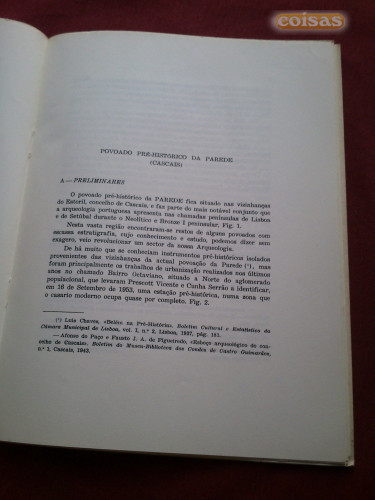 coisas
POVOADO PRÉ-HISTÓRICO DA PAREDE
(CASCAIS)
A — PRELIMINARES
O povoado pré-histórico da PAREDE fica situado nas vizinhanças
do Estoril, concelho de Cascais, e faz parte do mais notável conjunto que
a arqueologia portuguesa apresenta nas chamadas penínsulas de Lisboa
e de Setúbal durante o Neolítico e Bronze I peninsular, Fig. 1.
Nesta vasta região encontraram-se restos de alguns povoados com
escassa estratigrafia, cujo conhecimento e estudo, podemos dizer sem
exagero, veio revolucionar um sector da nossa Arqueologia.
De há muito que se conheciam instrumentos pré-históricos isolados
provenientes das vizinhanças da actual povoação da Parede (¹), mas
foram principalmente os trabalhos de urbanização realizados nos últimos
anos no chamado Bairro Octaviano, situado a Norte do aglomerado
populacional, que levaram Prescott Vicente e Cunha Serrão a identificar,
em 16 de Setembro de 1953, uma estação pré-histórica, numa zona que
o casario moderno ocupa quase por completo. Fig. 2.
(¹) Luís Chaves, «Belém na Pré-História». Boletim Cultural e Estatístico da
Câmara Municipal de Lisboa, vol. I, n.º 2, Lisboa, 1937, pág. 191.
— Afonso do Paço e Fausto J. A. de Figueiredo, «Esboço arqueológico do con-
celho de Cascais». Boletim do Museu-Biblioteca dos Condes de Castro Guimarães,
n.º 1, Cascais, 1943.